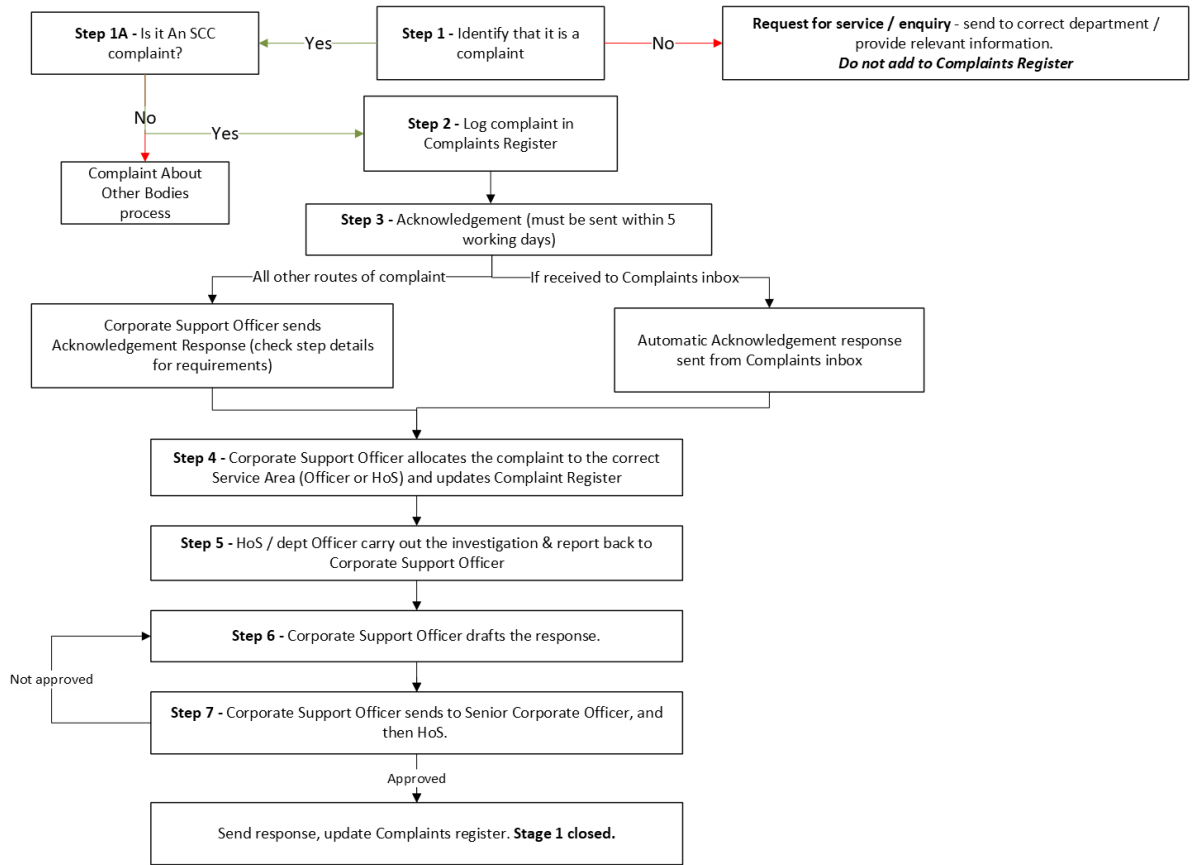 Step 1A - Is it An SCC
complaint?
Yes
Step 1 - Identify that it is a
complaint
No
Request for service / enquiry - send to correct department /
provide relevant information.
Do not add to Complaints Register
No
Yes
Step 2 - Log complaint in
Complaints Register
Complaint About
Other Bodies
process
Step 3 - Acknowledgement (must be sent within 5
working days)
All other routes of complaint
If received to Complaints inbox
Corporate Support Officer sends
Acknowledgement Response (check step details
for requirements)
Automatic Acknowledgement response
sent from Complaints inbox
Step 4 - Corporate Support Officer allocates the complaint to the correct
Service Area (Officer or HoS) and updates Complaint Register
Step 5 - HoS / dept Officer carry out the investigation & report back to
Corporate Support Officer
Step 6 - Corporate Support Officer drafts the response.
Not approved
Step 7 - Corporate Support Officer sends to Senior Corporate Officer, and
then HoS.
Approved
Send response, update Complaints register. Stage 1 closed.